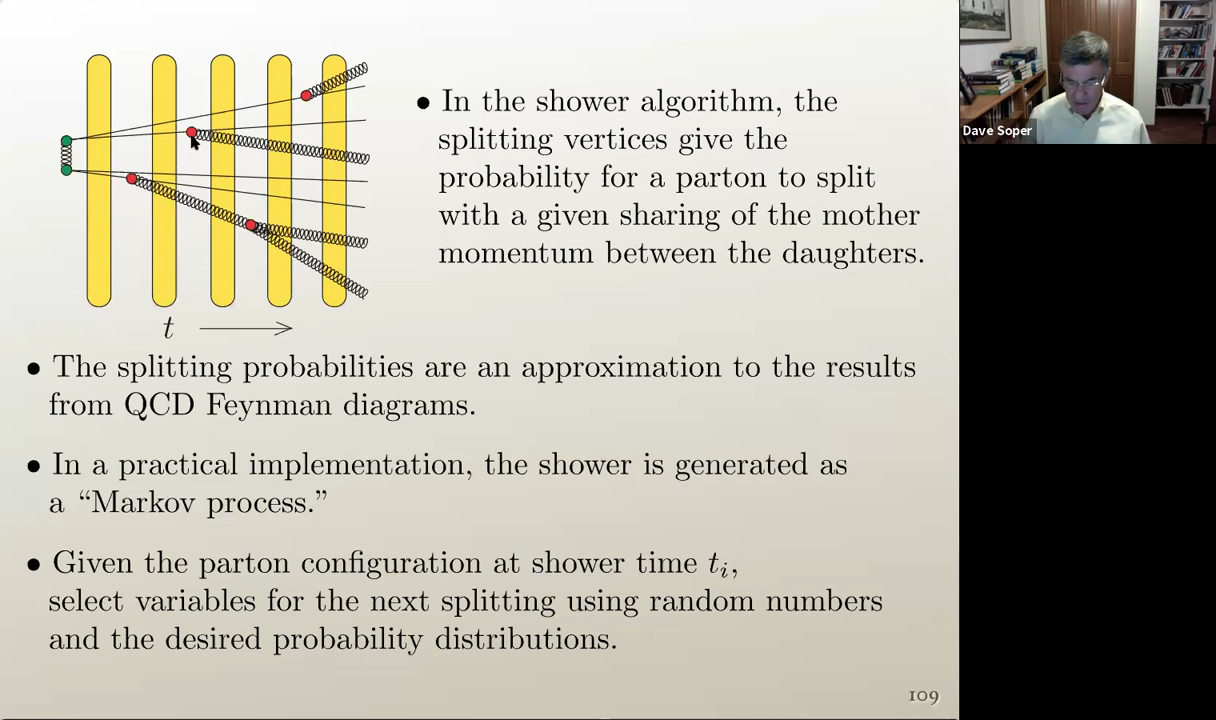 • In the shower algorithm, the
splitting vertices give the
probability for a parton to split
with a given sharing of the mother
momentum between the daughters.
t
• The splitting probabilities are an approximation to the results
from QCD Feynman diagrams.
• In a practical implementation, the shower is generated as
a “Markov process.”
• Given the parton configuration at shower time tᵢ,
select variables for the next splitting using random numbers
and the desired probability distributions.
109
Dave Soper